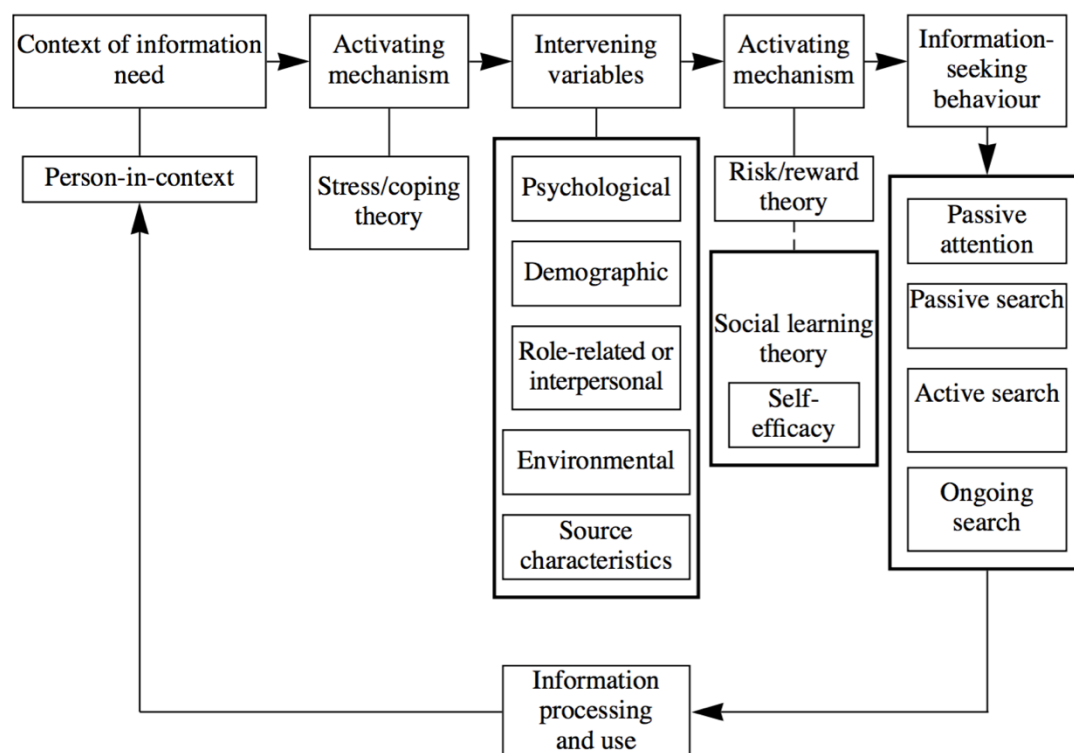 Context of information
need
Activating
mechanism
Intervening
variables
Activating
mechanism
Information-
seeking
behaviour
Person-in-context
Stress/coping
theory
Psychological
Demographic
Role-related or
interpersonal
Environmental
Source
characteristics
Risk/reward
theory
Social learning
theory
Self-
efficacy
Passive
attention
Passive search
Active search
Ongoing
search
Information
processing
and use